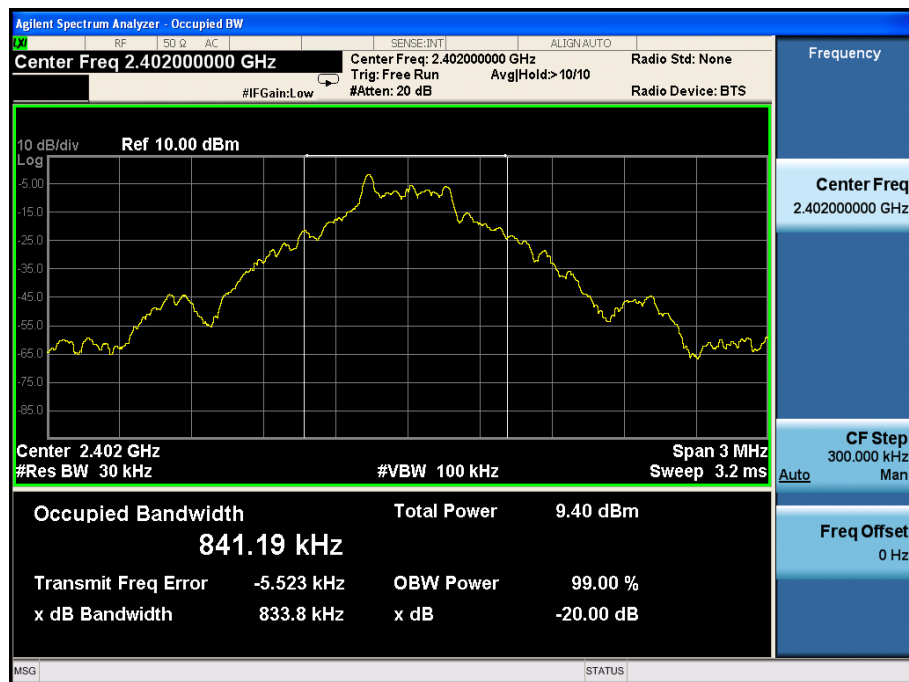 Agilent Spectrum Analyzer - Occupied BW
LXI RF 50 Ω AC SENSE:INT ALIGN AUTO
Center Freq 2.402000000 GHz
Center Freq: 2.402000000 GHz Radio Std: None
Trig: Free Run Avg|Hold:>10/10
#IFGain:Low #Atten: 20 dB Radio Device: BTS
10 dB/div Ref 10.00 dBm
Log
-5.00
-15.0
-25.0
-35.0
-45.0
-55.0
-65.0
-75.0
-85.0
Center 2.402 GHz Span 3 MHz
#Res BW 30 kHz #VBW 100 kHz Sweep 3.2 ms
Occupied Bandwidth Total Power 9.40 dBm
841.19 kHz
Transmit Freq Error -5.523 kHz OBW Power 99.00 %
x dB Bandwidth 833.8 kHz x dB -20.00 dB
MSG STATUS
Frequency
Center Freq
2.402000000 GHz
CF Step
300.000 kHz
Auto Man
Freq Offset
0 Hz